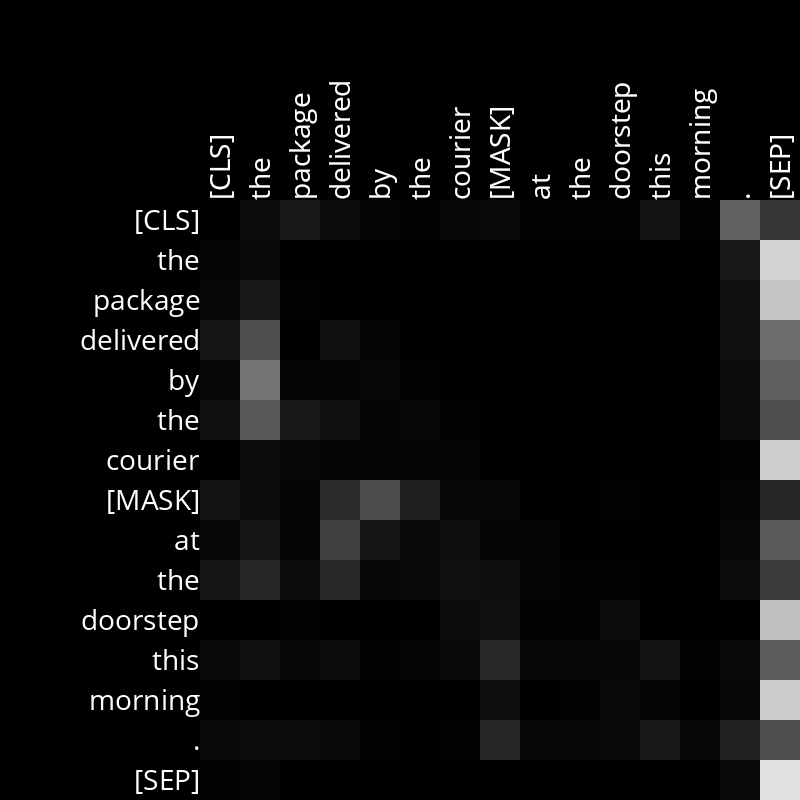 [CLS]
the
package
delivered
by
the
courier
[MASK]
at
the
doorstep
this
morning
.
[SEP]
[CLS]
the
package
delivered
by
the
courier
[MASK]
at
the
doorstep
this
morning
.
[SEP]